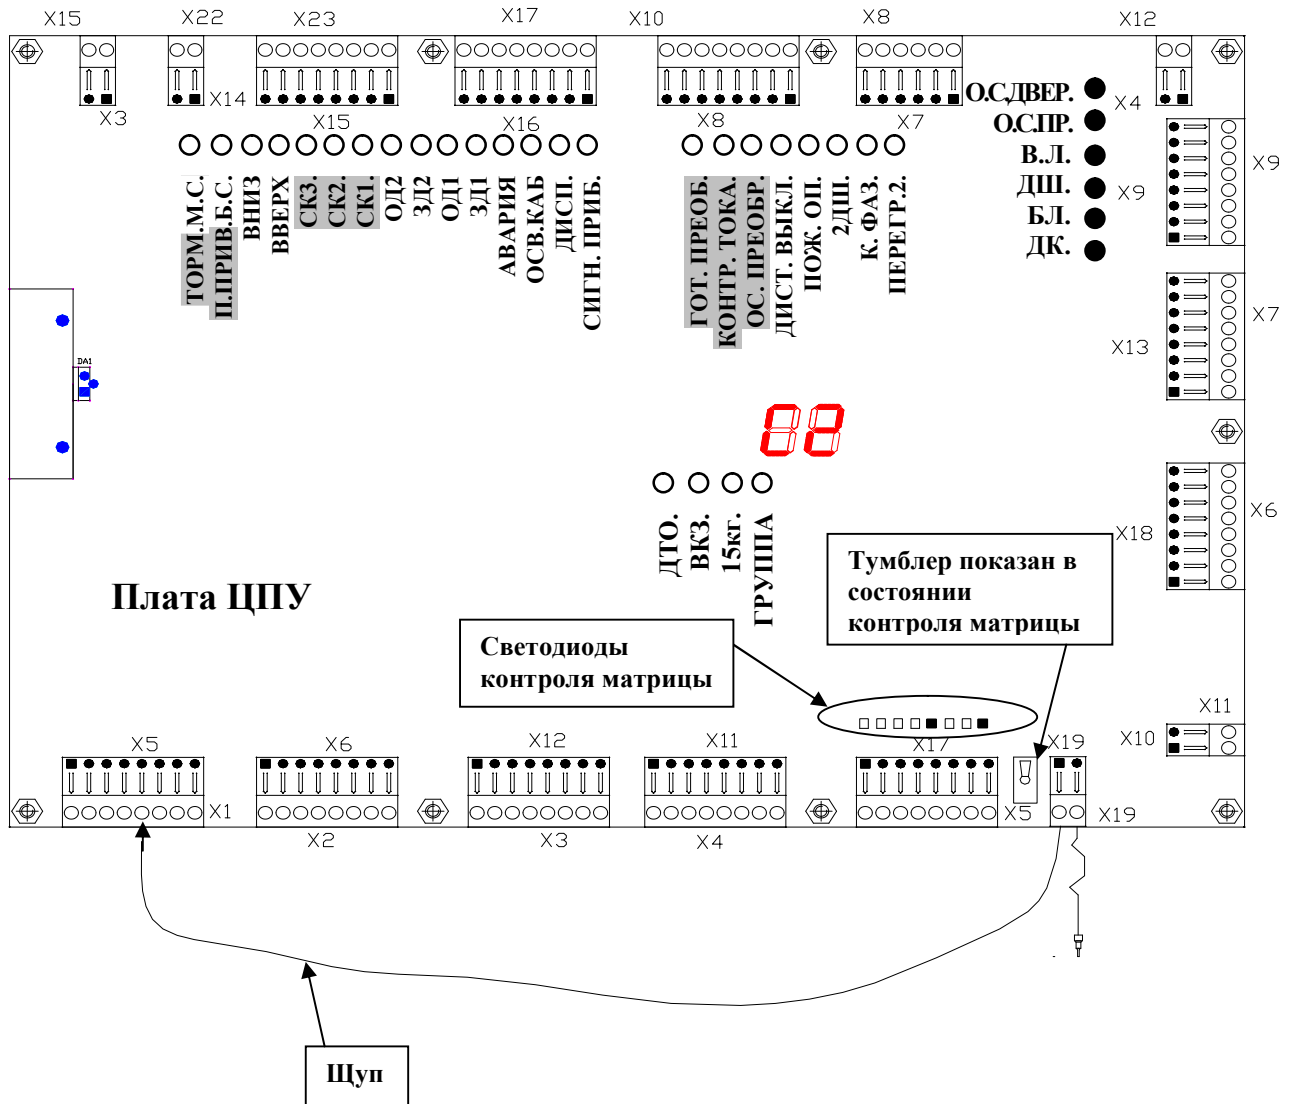 X15
X22
X23
X17
X10
X8
X12
X3
X14
X15
X16
X8
X7
X4
О.С.ДВЕР.
О.С.ПР.
В.Л.
ДШ.
БЛ.
ДК.
X9
X9
ТОРМ.М.С.
П.ПРИВ.Б.С.
ВНИЗ
ВВЕРХ
СК3.
СК2.
СК1.
ОД2
ЗД2
ОД1
ЗД1
АВАРИЯ
ОСВ.КАБ
ДИСП.
СИГН. ПРИБ.
ГОТ. ПРЕОБ.
КОНТР. ТОКА.
ОС. ПРЕОБР.
ДИСТ. ВЫКЛ.
ПОЖ. ОП.
2ДШ.
К. ФАЗ.
ПЕРЕГР.2.
DA1
X13
X7
ДТО.
ВКЗ.
15кг.
ГРУППА
X18
X6
Тумблер показан в
состоянии
контроля матрицы
Плата ЦПУ
Светодиоды
контроля матрицы
X11
X10
X5
X6
X12
X11
X17
X19
X1
X2
X3
X4
X5
X19
Щуп